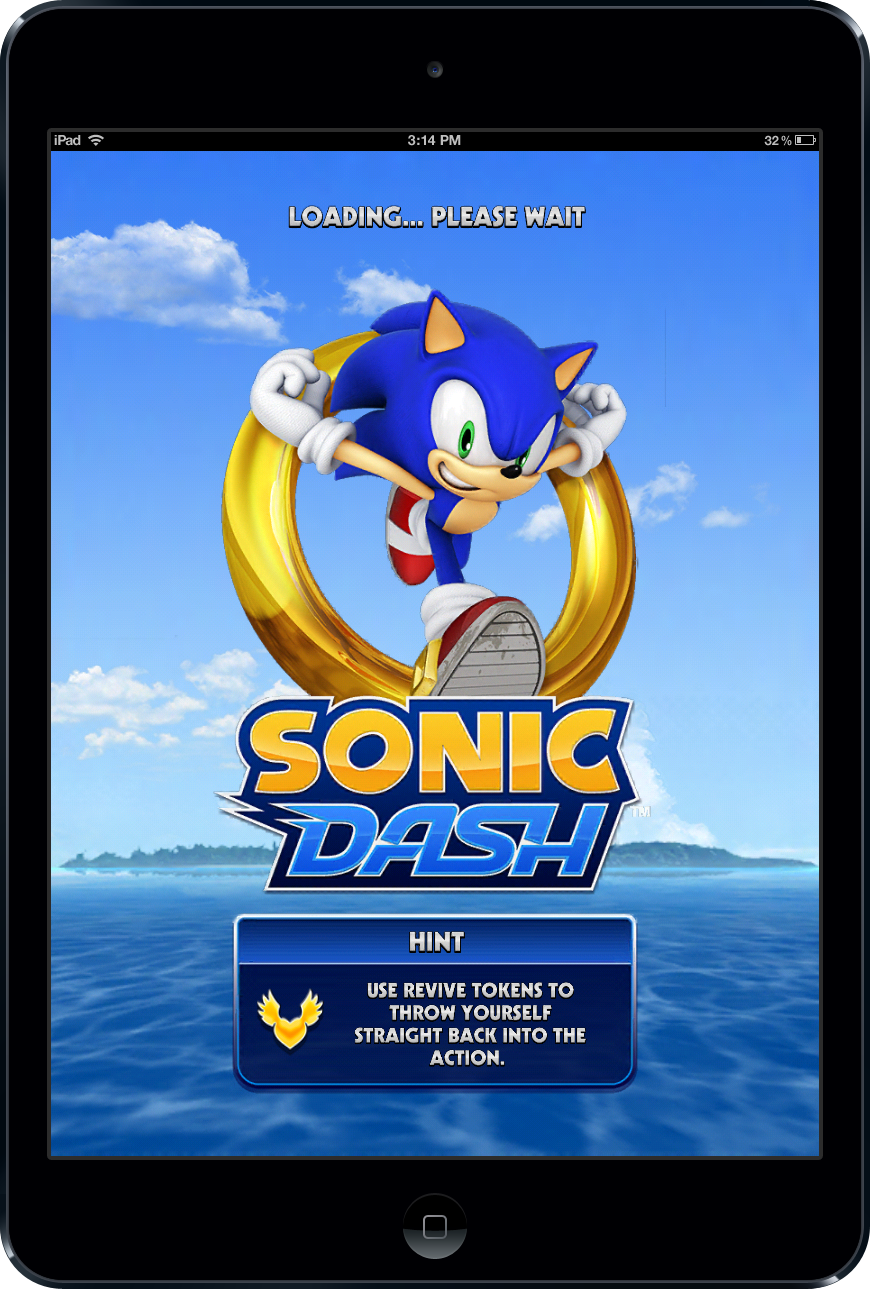 iPad 3:14 PM 32%
LOADING... PLEASE WAIT
SONIC
DASH
TM
HINT
USE REVIVE TOKENS TO
THROW YOURSELF
STRAIGHT BACK INTO THE
ACTION.